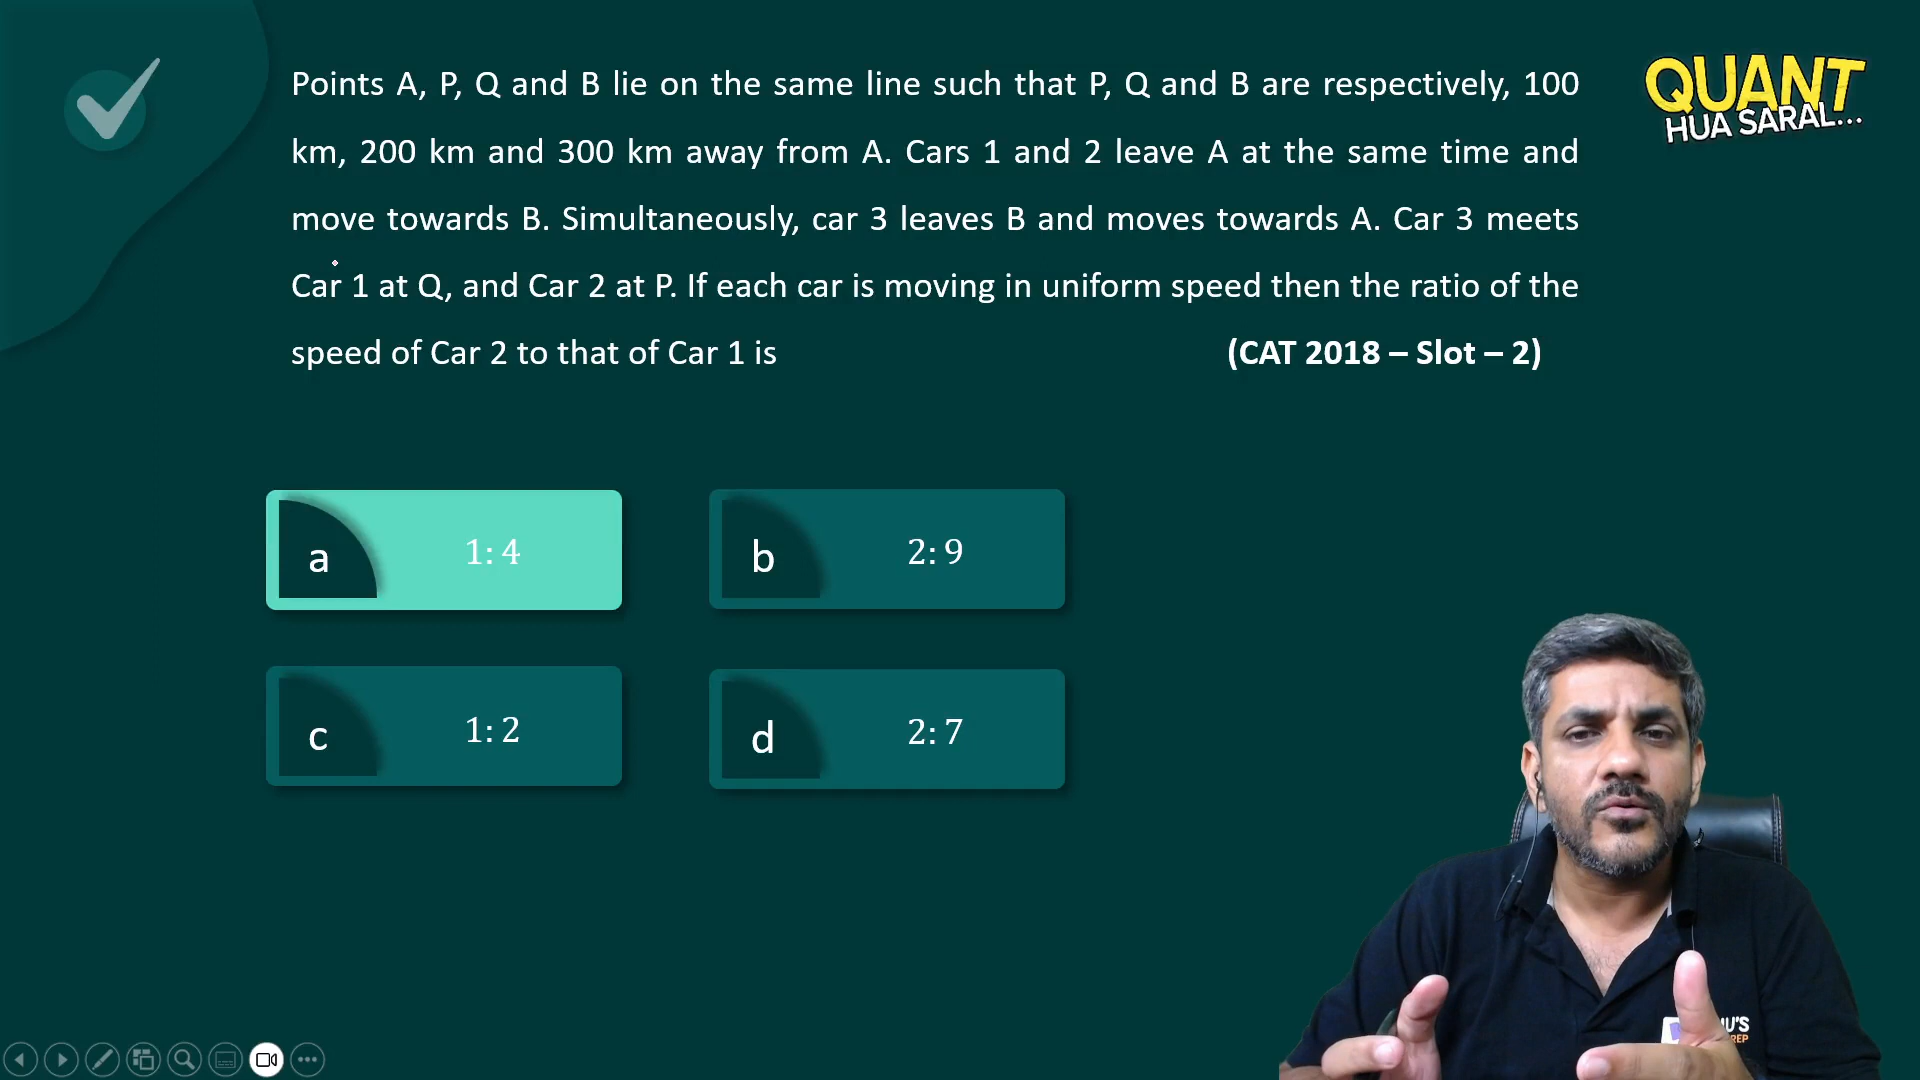 Points A, P, Q and B lie on the same line such that P, Q and B are respectively, 100
km, 200 km and 300 km away from A. Cars 1 and 2 leave A at the same time and
move towards B. Simultaneously, car 3 leaves B and moves towards A. Car 3 meets
Car 1 at Q, and Car 2 at P. If each car is moving in uniform speed then the ratio of the
speed of Car 2 to that of Car 1 is (CAT 2018 – Slot – 2)
QUANT
HUA SARAL...
a 1: 4
b 2: 9
c 1: 2
d 2: 7